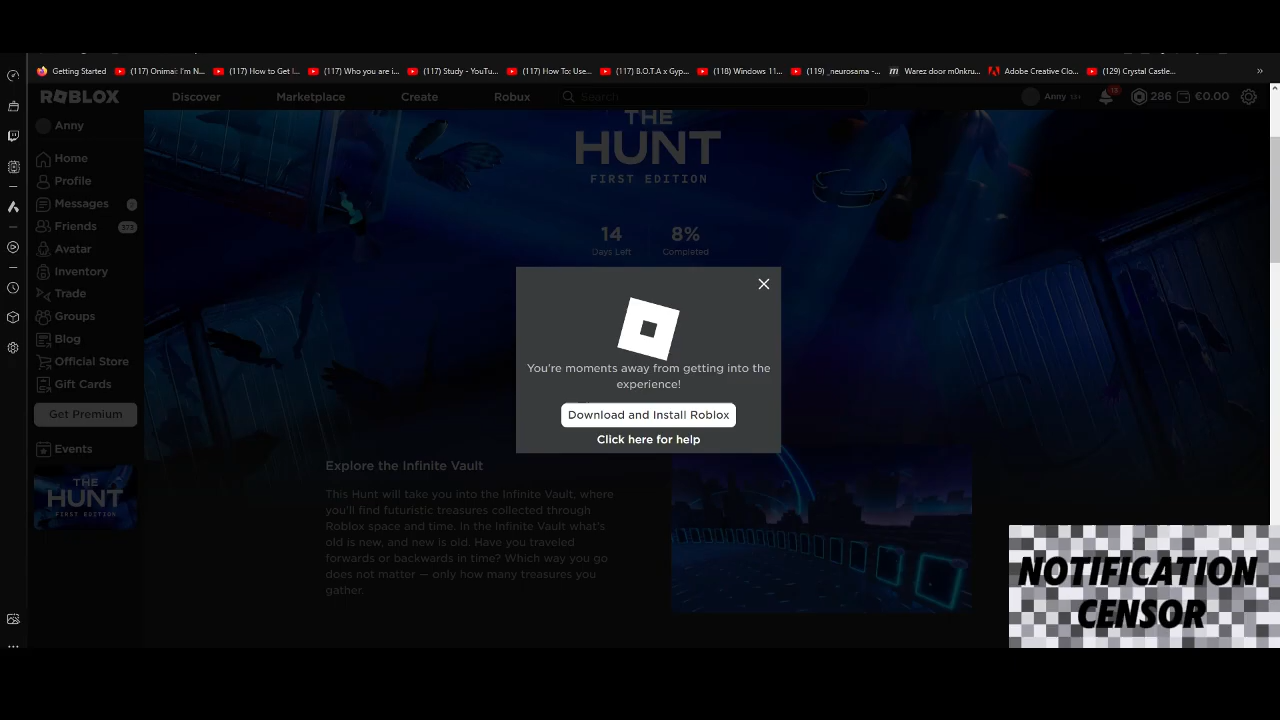 Getting Started (117) Onimai: I'm N... (117) How to Get I... (117) Who you are i... (117) Study - YouTu... (117) How To: Use... (117) B.O.T.A x Gyp... (118) Windows 11... (119) _neurosama -... Warez door m0nkru... Adobe Creative Clo... (129) Crystal Castle... »
ROBLOX Discover Marketplace Create Robux Search Anny 13+ 13 286 €0.00
Anny
Home
Profile
Messages
Friends 373
Avatar
Inventory
Trade
Groups
Blog
Official Store
Gift Cards
Get Premium
Events
THE
HUNT
FIRST EDITION
THE
HUNT
FIRST EDITION
14 8%
Days Left Completed
You're moments away from getting into the
experience!
Download and Install Roblox
Click here for help
Explore the Infinite Vault
This Hunt will take you into the Infinite Vault, where
you'll find futuristic treasures collected through
Roblox space and time. In the Infinite Vault what's
old is new, and new is old. Have you traveled
forwards or backwards in time? Which way you go
does not matter — only how many treasures you
gather.
NOTIFICATION
CENSOR